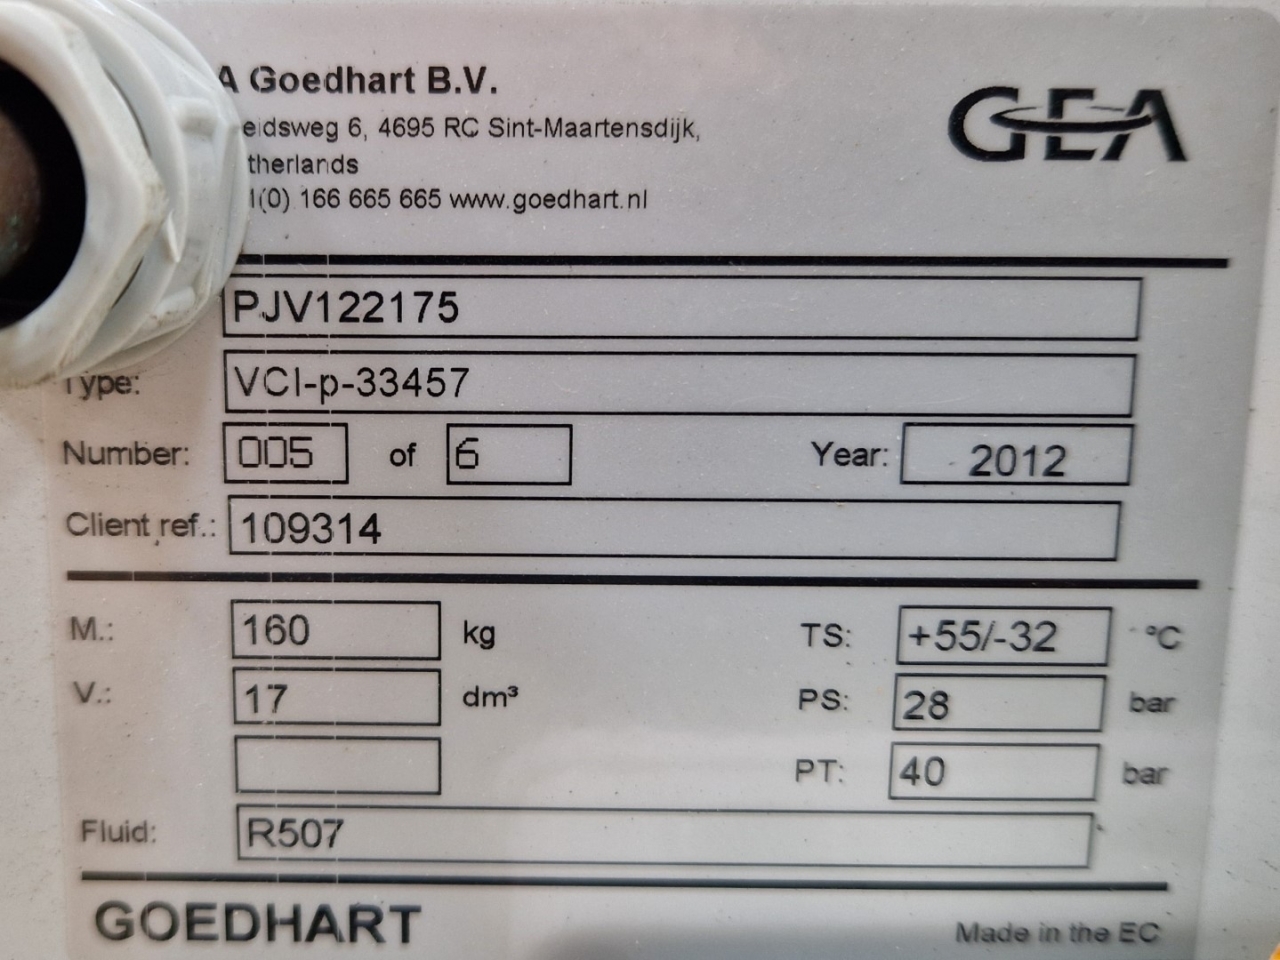 A Goedhart B.V.
GEA
eidsweg 6, 4695 RC Sint-Maartensdijk,
therlands
1(0) 166 665 665 www.goedhart.nl
PJV122175
Type: VCI-p-33457
Number: 005 of 6 Year: 2012
Client ref.: 109314
M.: 160 kg TS: +55/-32 °C
V.: 17 dm³ PS: 28 bar
PT: 40 bar
Fluid: R507
GOEDHART
Made in the EC